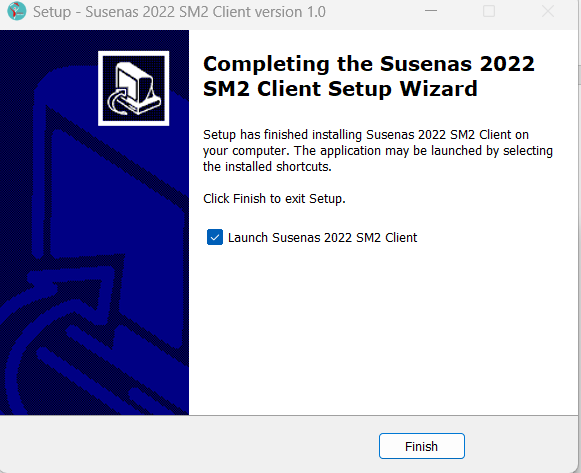 Setup - Susenas 2022 SM2 Client version 1.0
Completing the Susenas 2022
SM2 Client Setup Wizard
Setup has finished installing Susenas 2022 SM2 Client on
your computer. The application may be launched by selecting
the installed shortcuts.
Click Finish to exit Setup.
Launch Susenas 2022 SM2 Client
Finish